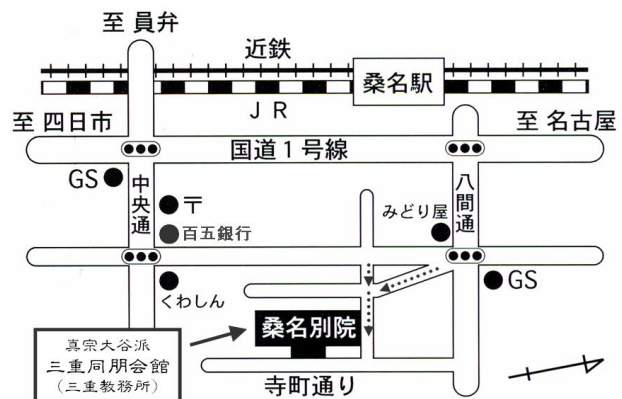 至 員弁
近鉄
桑名駅
ＪＲ
至 四日市
至 名古屋
国道１号線
GS
中央通
〒
百五銀行
みどり屋
八間通
くわしん
GS
桑名別院
真宗大谷派
三重同朋会館
（三重教務所）
寺町通り